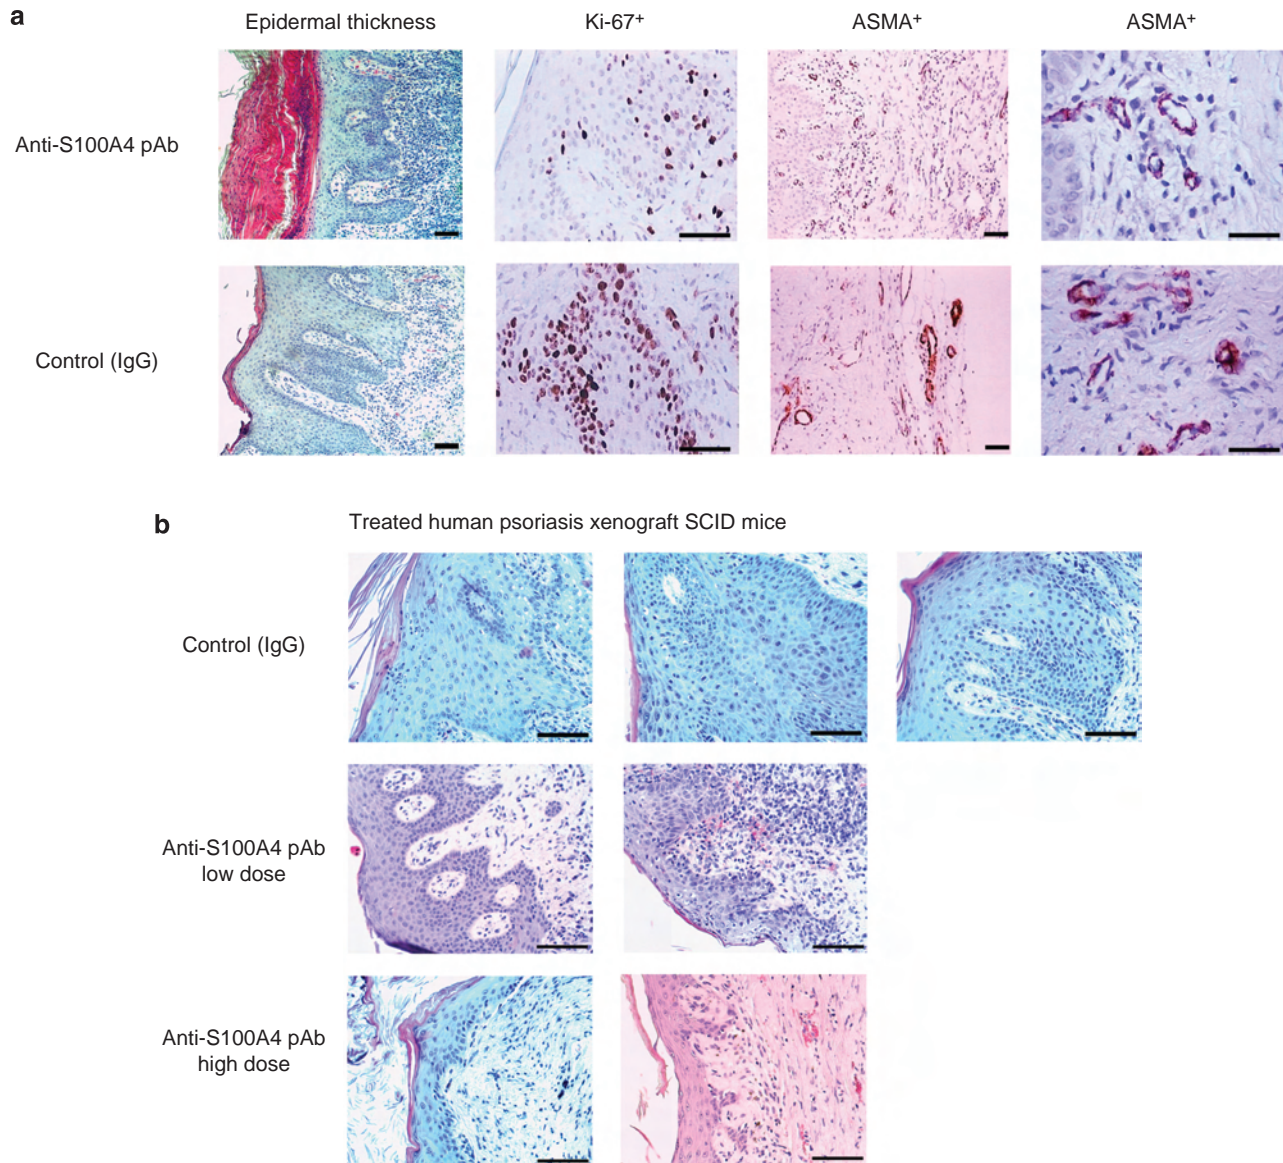 a
Epidermal thickness
Ki-67+
ASMA+
ASMA+
Anti-S100A4 pAb
Control (IgG)
b
Treated human psoriasis xenograft SCID mice
Control (IgG)
Anti-S100A4 pAb
low dose
Anti-S100A4 pAb
high dose